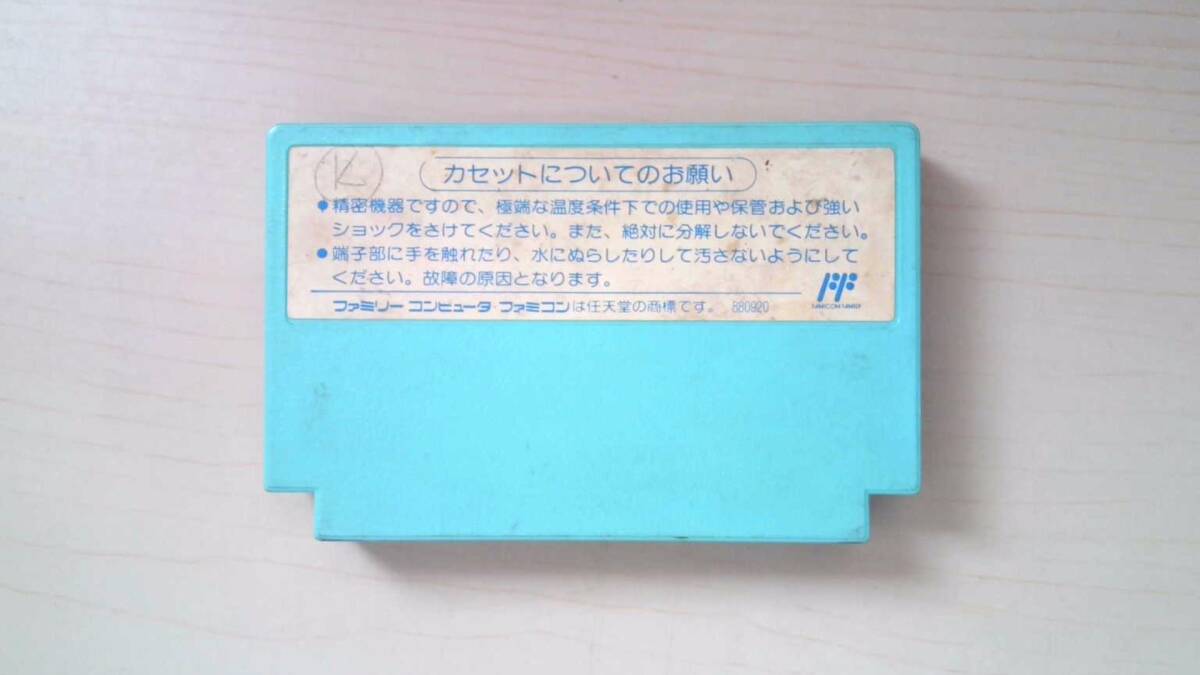 K
カセットについてのお願い
●精密機器ですので、極端な温度条件下での使用や保管および強い
ショックをさけてください。また、絶対に分解しないでください。
●端子部に手を触れたり、水にぬらしたりして汚さないようにして
ください。故障の原因となります。
ファミリーコンピュータ ファミコンは任天堂の商標です。 880920
FF
FAMICOM FAMILY